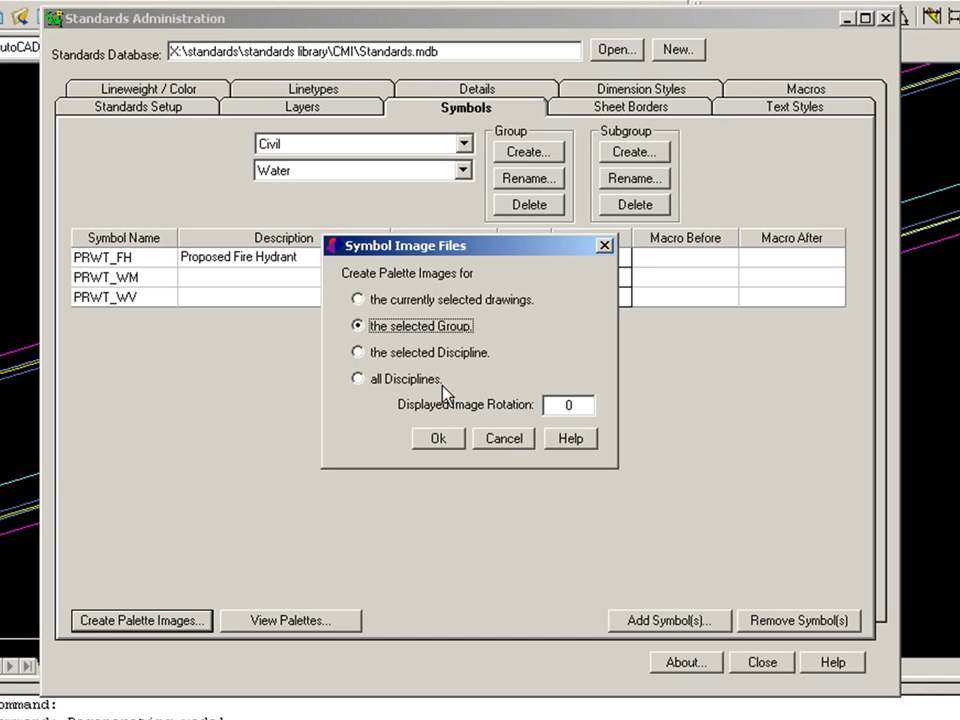 Standards Administration
utoCAD
Standards Database: X:\standards\standards library\CMI\Standards.mdb Open... New..
Lineweight / Color Linetypes Details Dimension Styles Macros
Standards Setup Layers Symbols Sheet Borders Text Styles
Group Subgroup
Civil Create... Create...
Water Rename... Rename...
Delete Delete
Symbol Name Description Macro Before Macro After
PRWT_FH Proposed Fire Hydrant
PRWT_WM
PRWT_WV
Symbol Image Files
Create Palette Images for
the currently selected drawings.
the selected Group.
the selected Discipline.
all Disciplines.
Displayed Image Rotation: 0
Ok Cancel Help
Create Palette Images... View Palettes... Add Symbol(s)... Remove Symbol(s)
About... Close Help
ommand: